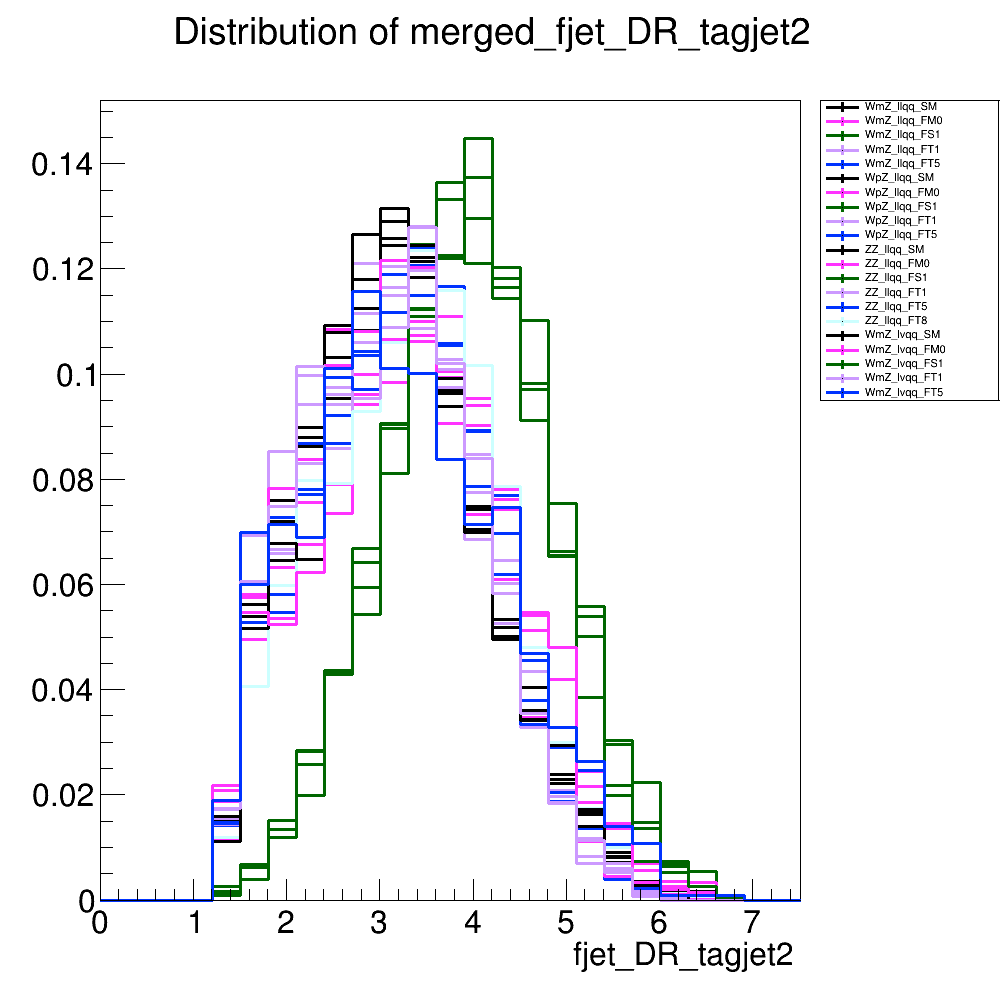 Distribution of merged_fjet_DR_tagjet2
WmZ_llqq_SM
WmZ_llqq_FM0
WmZ_llqq_FS1
WmZ_llqq_FT1
WmZ_llqq_FT5
WpZ_llqq_SM
WpZ_llqq_FM0
WpZ_llqq_FS1
WpZ_llqq_FT1
WpZ_llqq_FT5
ZZ_llqq_SM
ZZ_llqq_FM0
ZZ_llqq_FS1
ZZ_llqq_FT1
ZZ_llqq_FT5
ZZ_llqq_FT8
WmZ_lvqq_SM
WmZ_lvqq_FM0
WmZ_lvqq_FS1
WmZ_lvqq_FT1
WmZ_lvqq_FT5
0.14
0.12
0.1
0.08
0.06
0.04
0.02
0
0 1 2 3 4 5 6 7
fjet_DR_tagjet2